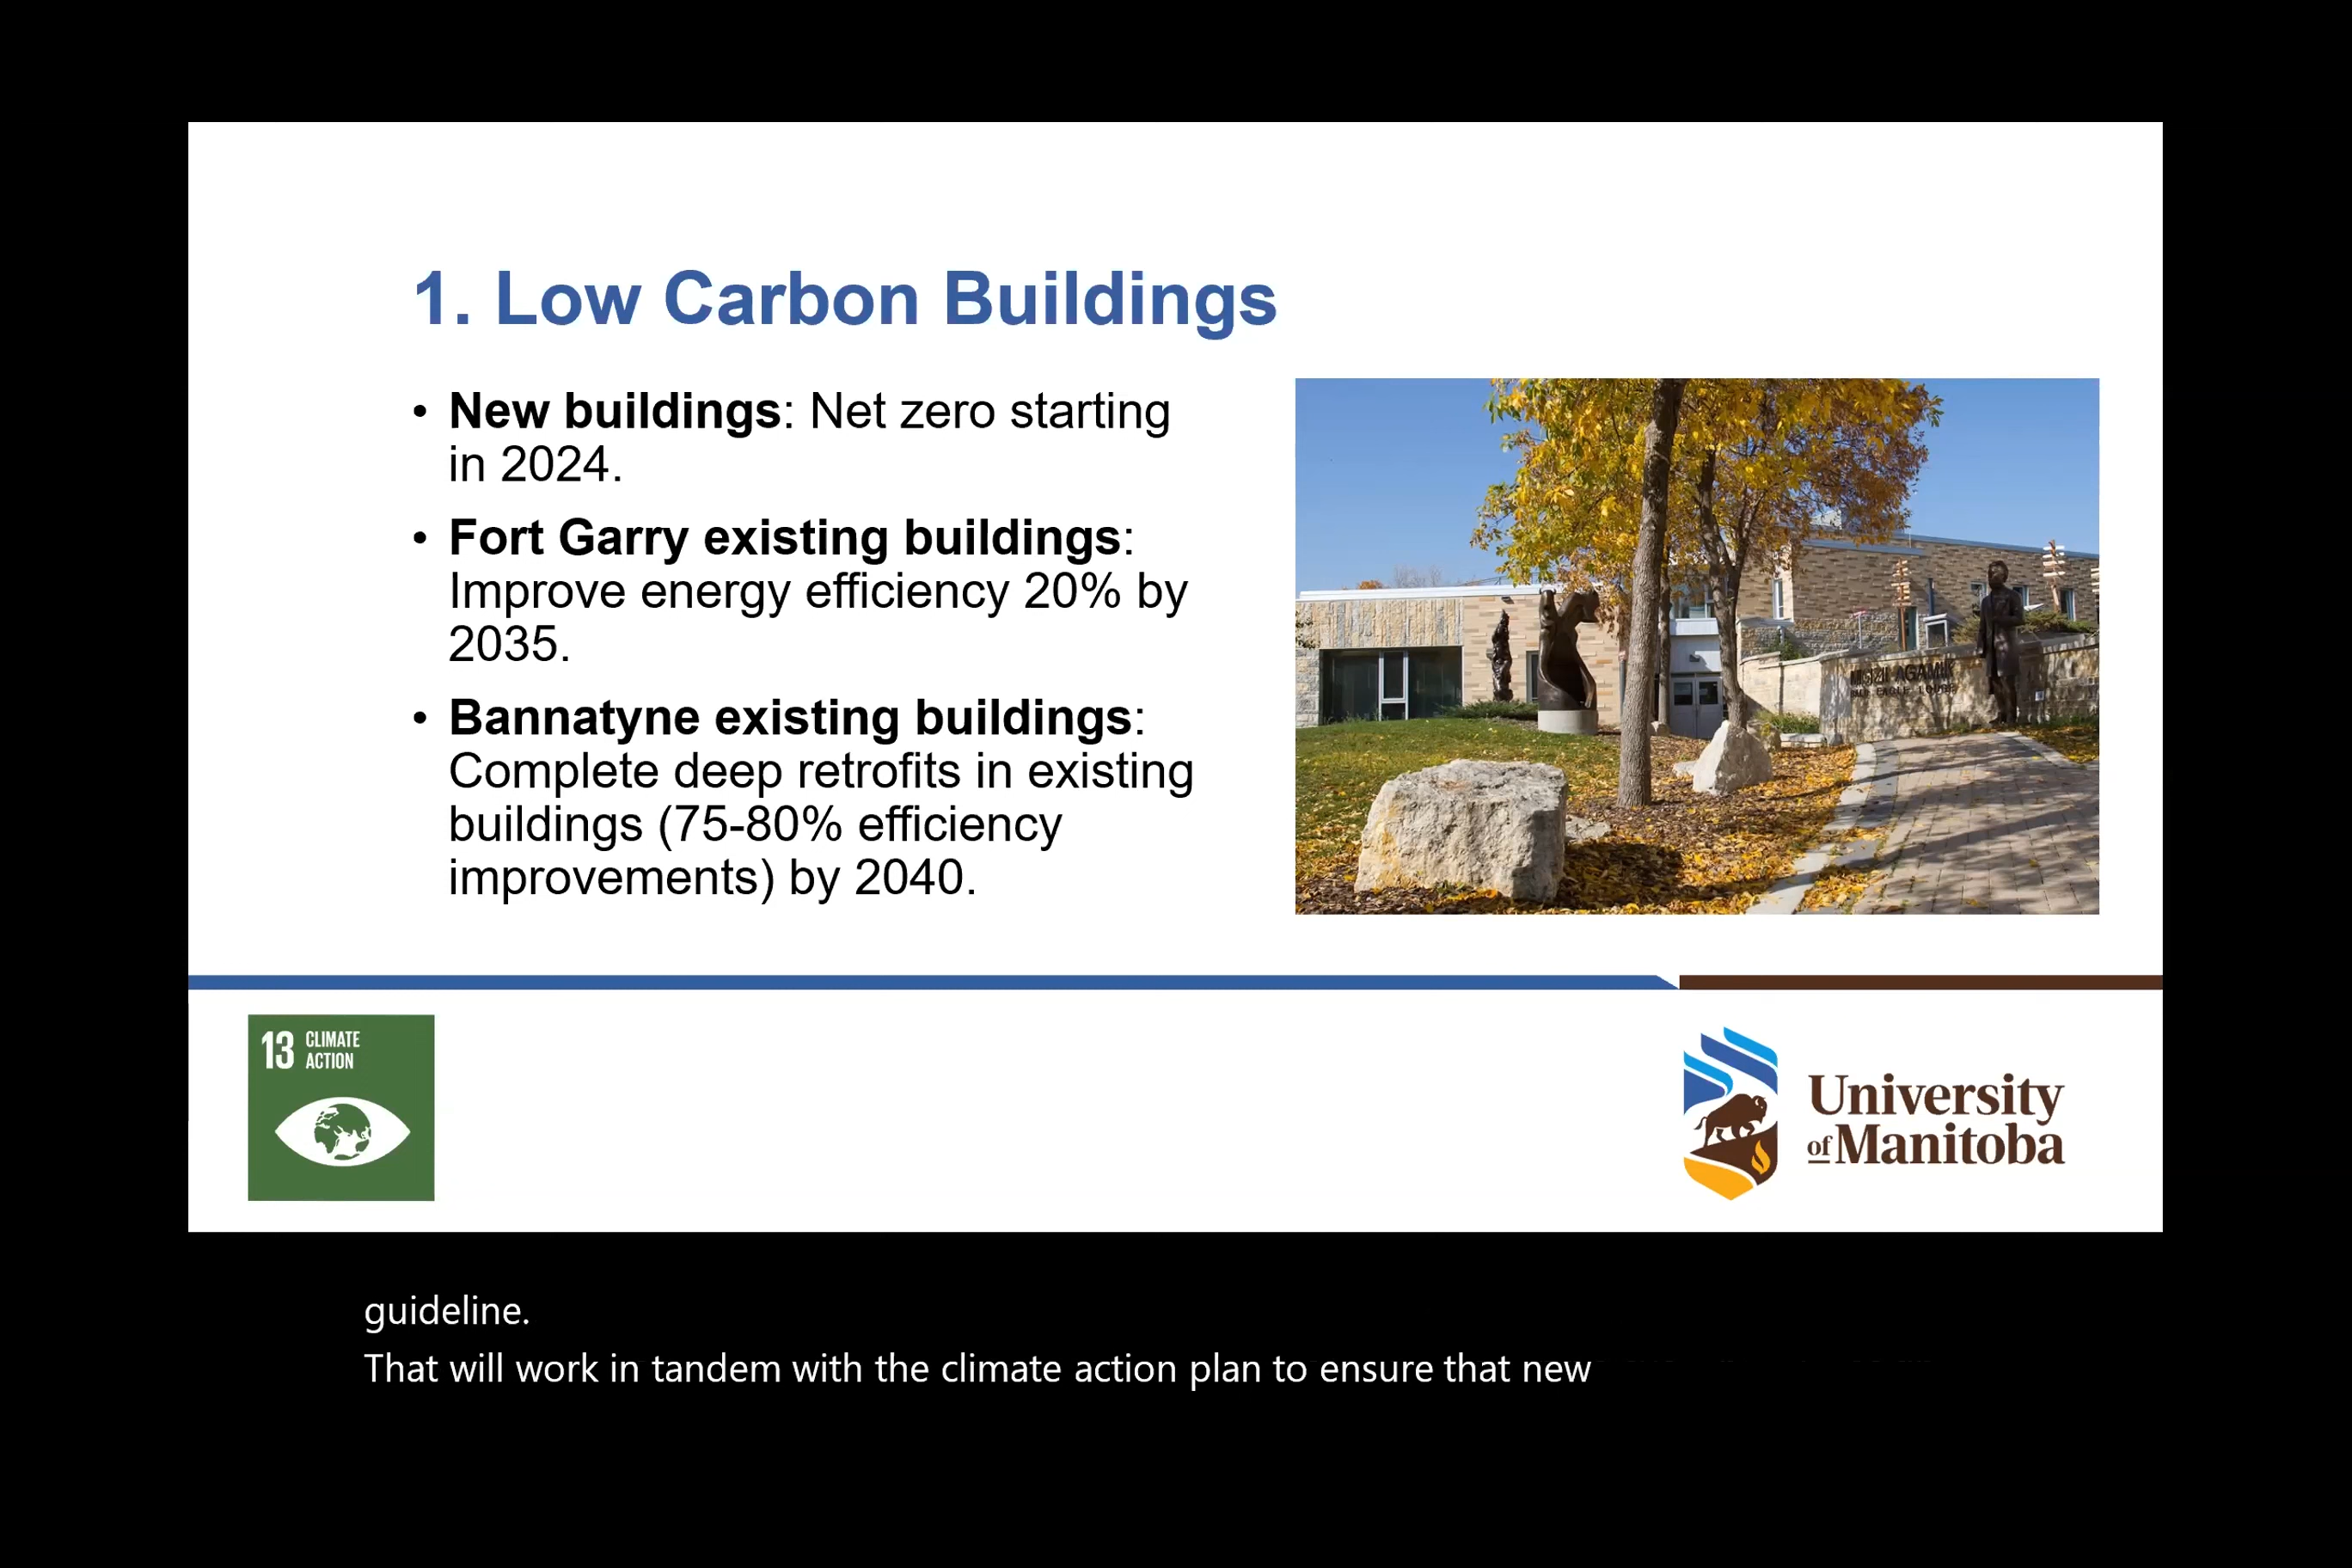 1. Low Carbon Buildings
• New buildings: Net zero starting
in 2024.
• Fort Garry existing buildings:
Improve energy efficiency 20% by
2035.
• Bannatyne existing buildings:
Complete deep retrofits in existing
buildings (75-80% efficiency
improvements) by 2040.
AGAMIK
EAGLE LODGE
13 CLIMATE
ACTION
University
of Manitoba
guideline.
That will work in tandem with the climate action plan to ensure that new